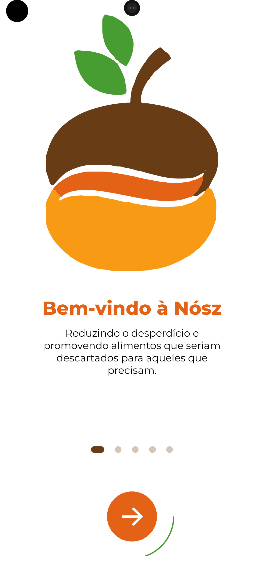 Bem-vindo à Nósz
Reduzindo o desperdício e
promovendo alimentos que seriam
descartados para aqueles que
precisam.